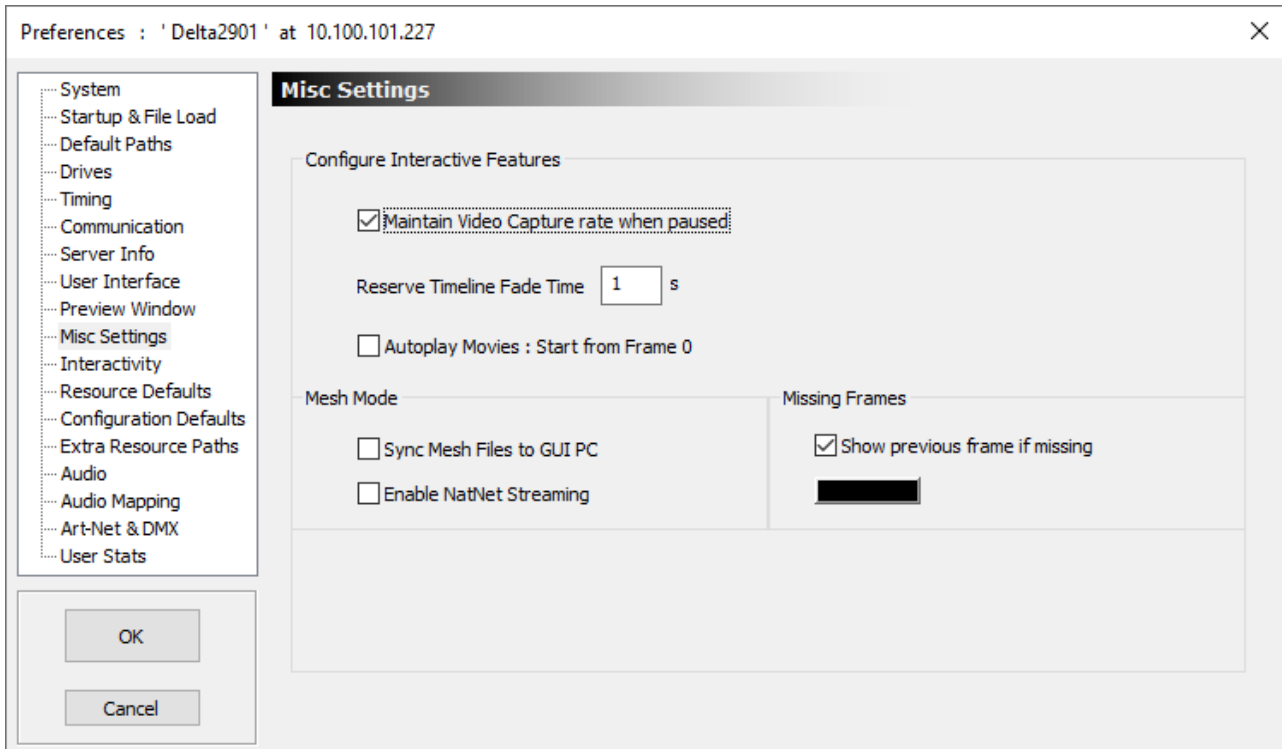 Preferences : ' Delta2901 ' at 10.100.101.227
System
Startup & File Load
Default Paths
Drives
Timing
Communication
Server Info
User Interface
Preview Window
Misc Settings
Interactivity
Resource Defaults
Configuration Defaults
Extra Resource Paths
Audio
Audio Mapping
Art-Net & DMX
User Stats
OK
Cancel
Misc Settings
Configure Interactive Features
Maintain Video Capture rate when paused
Reserve Timeline Fade Time 1 s
Autoplay Movies : Start from Frame 0
Mesh Mode
Sync Mesh Files to GUI PC
Enable NatNet Streaming
Missing Frames
Show previous frame if missing